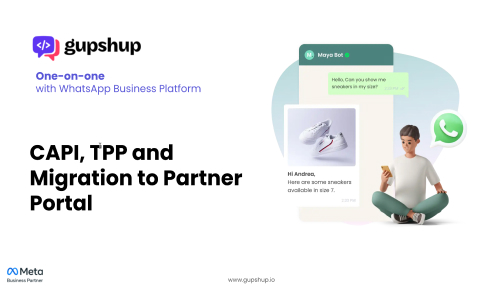 gupshup
One-on-one
with WhatsApp Business Platform
CAPI, TPP and
Migration to Partner
Portal
M
Maya Bot
Hello, Can you show me
sneakers in my size?
Hi Andrea,
Here are some sneakers
available in size 7.
Meta
Business Partner
www.gupshup.io